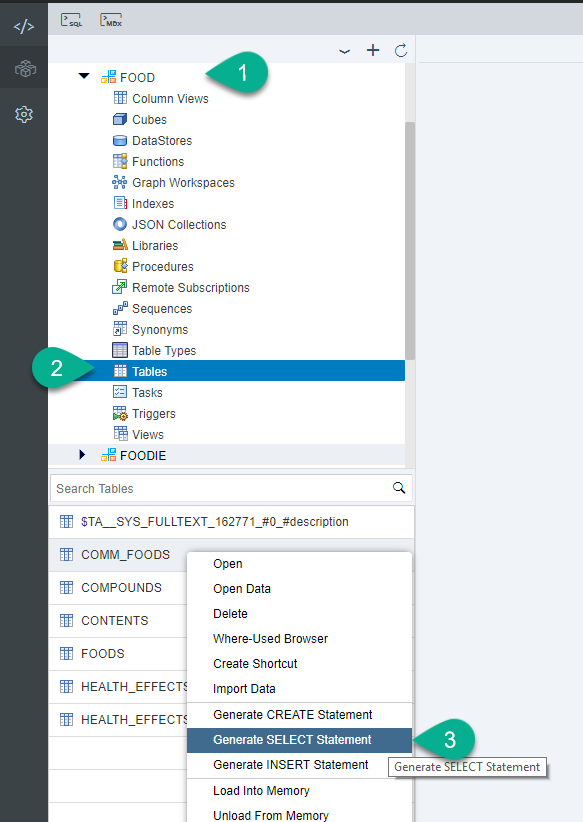 </>
SQL
MDX
FOOD
1
Column Views
Cubes
DataStores
Functions
Graph Workspaces
Indexes
JSON Collections
Libraries
Procedures
Remote Subscriptions
Sequences
Synonyms
Table Types
2
Tables
Tasks
Triggers
Views
FOODIE
Search Tables
$TA__SYS_FULLTEXT_162771_#0_#description
COMM_FOODS
COMPOUNDS
CONTENTS
FOODS
HEALTH_EFFECTS
HEALTH_EFFECTS
Open
Open Data
Delete
Where-Used Browser
Create Shortcut
Import Data
Generate CREATE Statement
Generate SELECT Statement
3
Generate INSERT Statement
Generate SELECT Statement
Load Into Memory
Unload From Memory